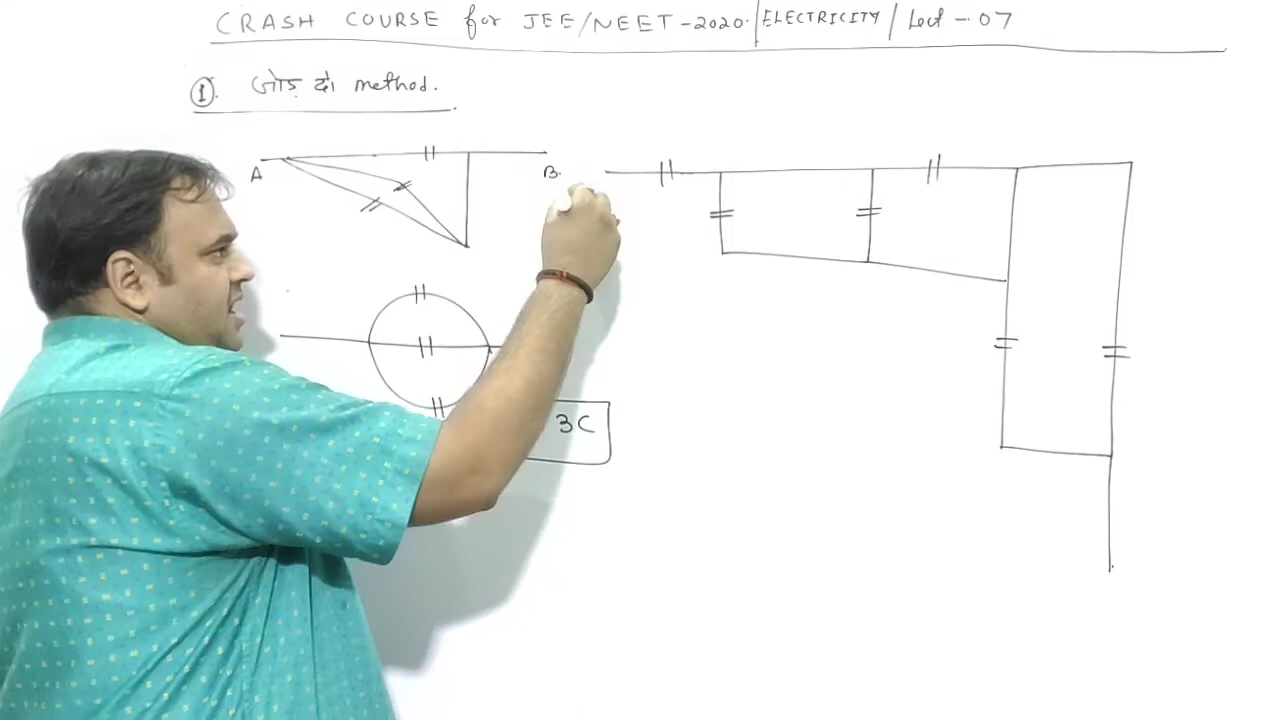 CRASH COURSE for JEE/NEET-2020. | ELECTRICITY / Lect - 07
①. जोड़ दो method.
A
B.
3C